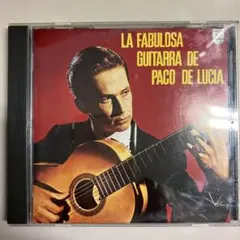 LA FABULOSA
GUITARRA DE
PACO DE LUCIA